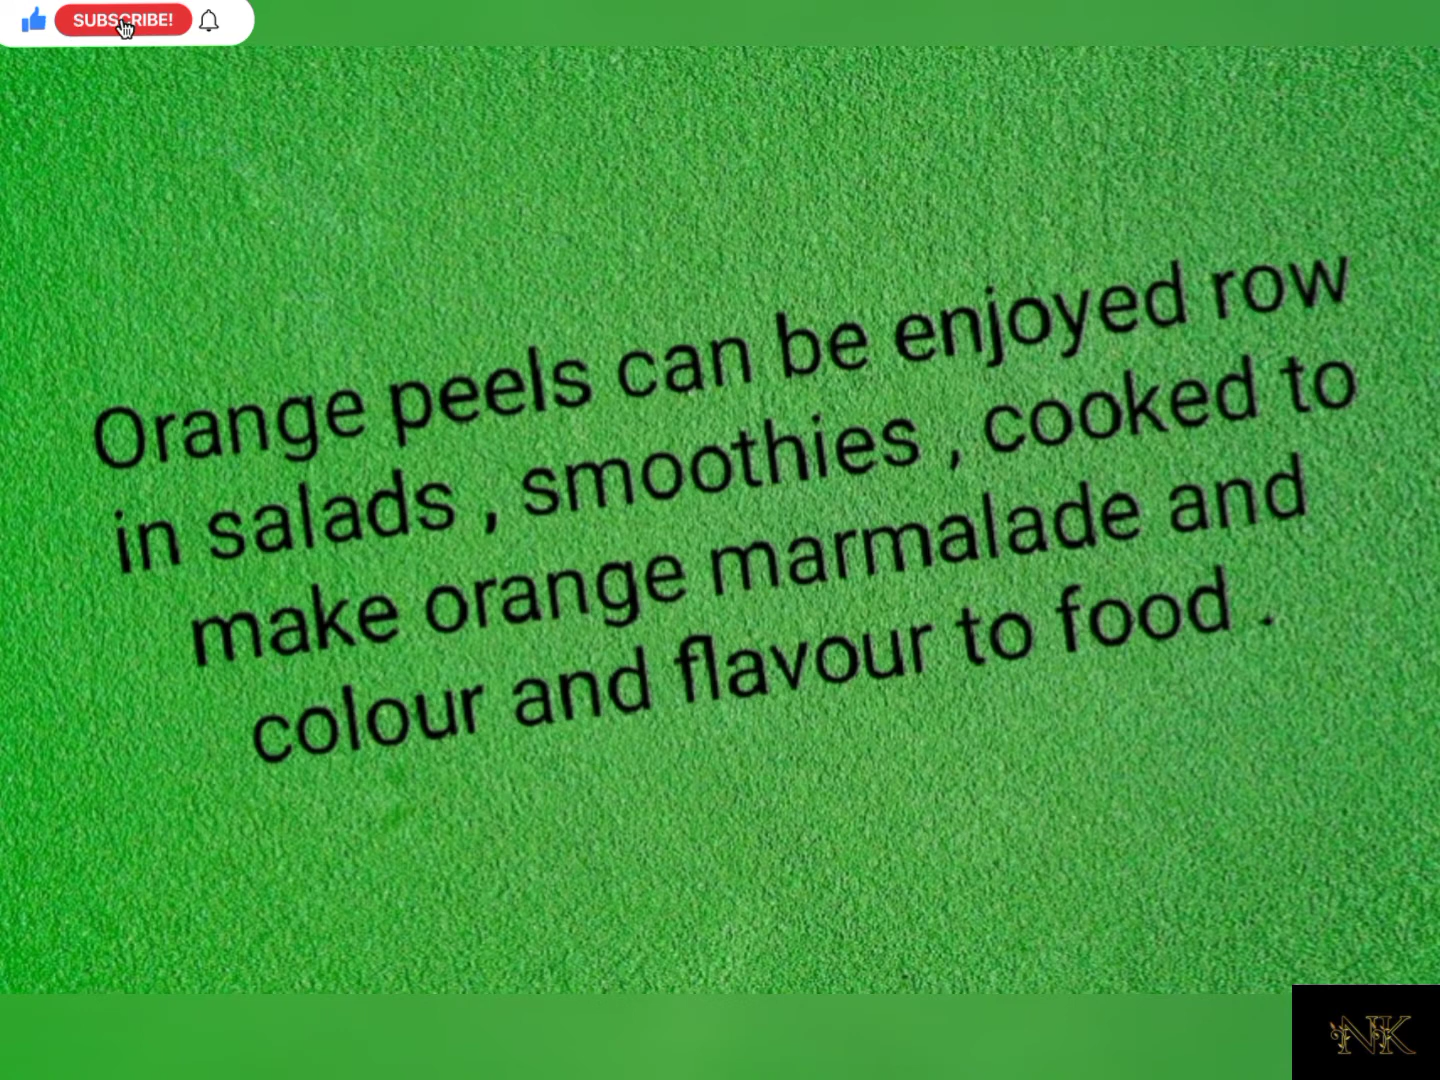 SUBSCRIBE!
Orange peels can be enjoyed row
in salads , smoothies , cooked to
make orange marmalade and
colour and flavour to food .
NK